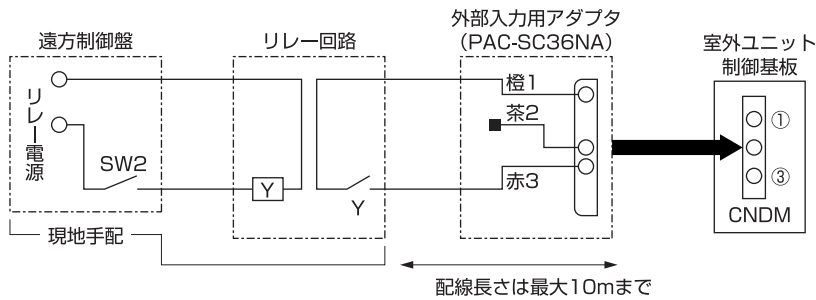 遠方制御盤
リレー電源
SW2
リレー回路
Y
Y
外部入力用アダプタ
(PAC-SC36NA)
橙1
茶2
赤3
室外ユニット
制御基板
①
③
CNDM
現地手配
配線長さは最大10mまで